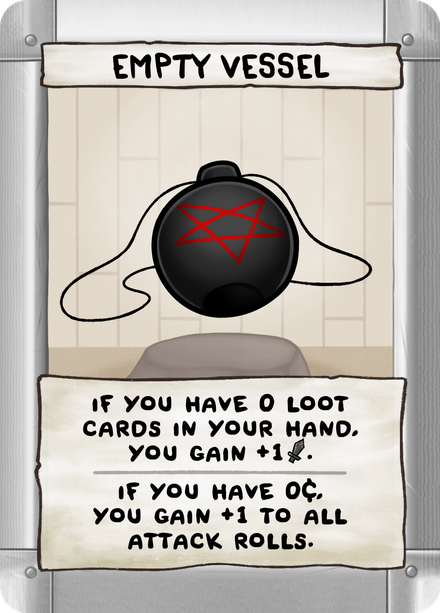 EMPTY VESSEL
IF YOU HAVE 0 LOOT
CARDS IN YOUR HAND,
YOU GAIN +1.
IF YOU HAVE 0¢,
YOU GAIN +1 TO ALL
ATTACK ROLLS.